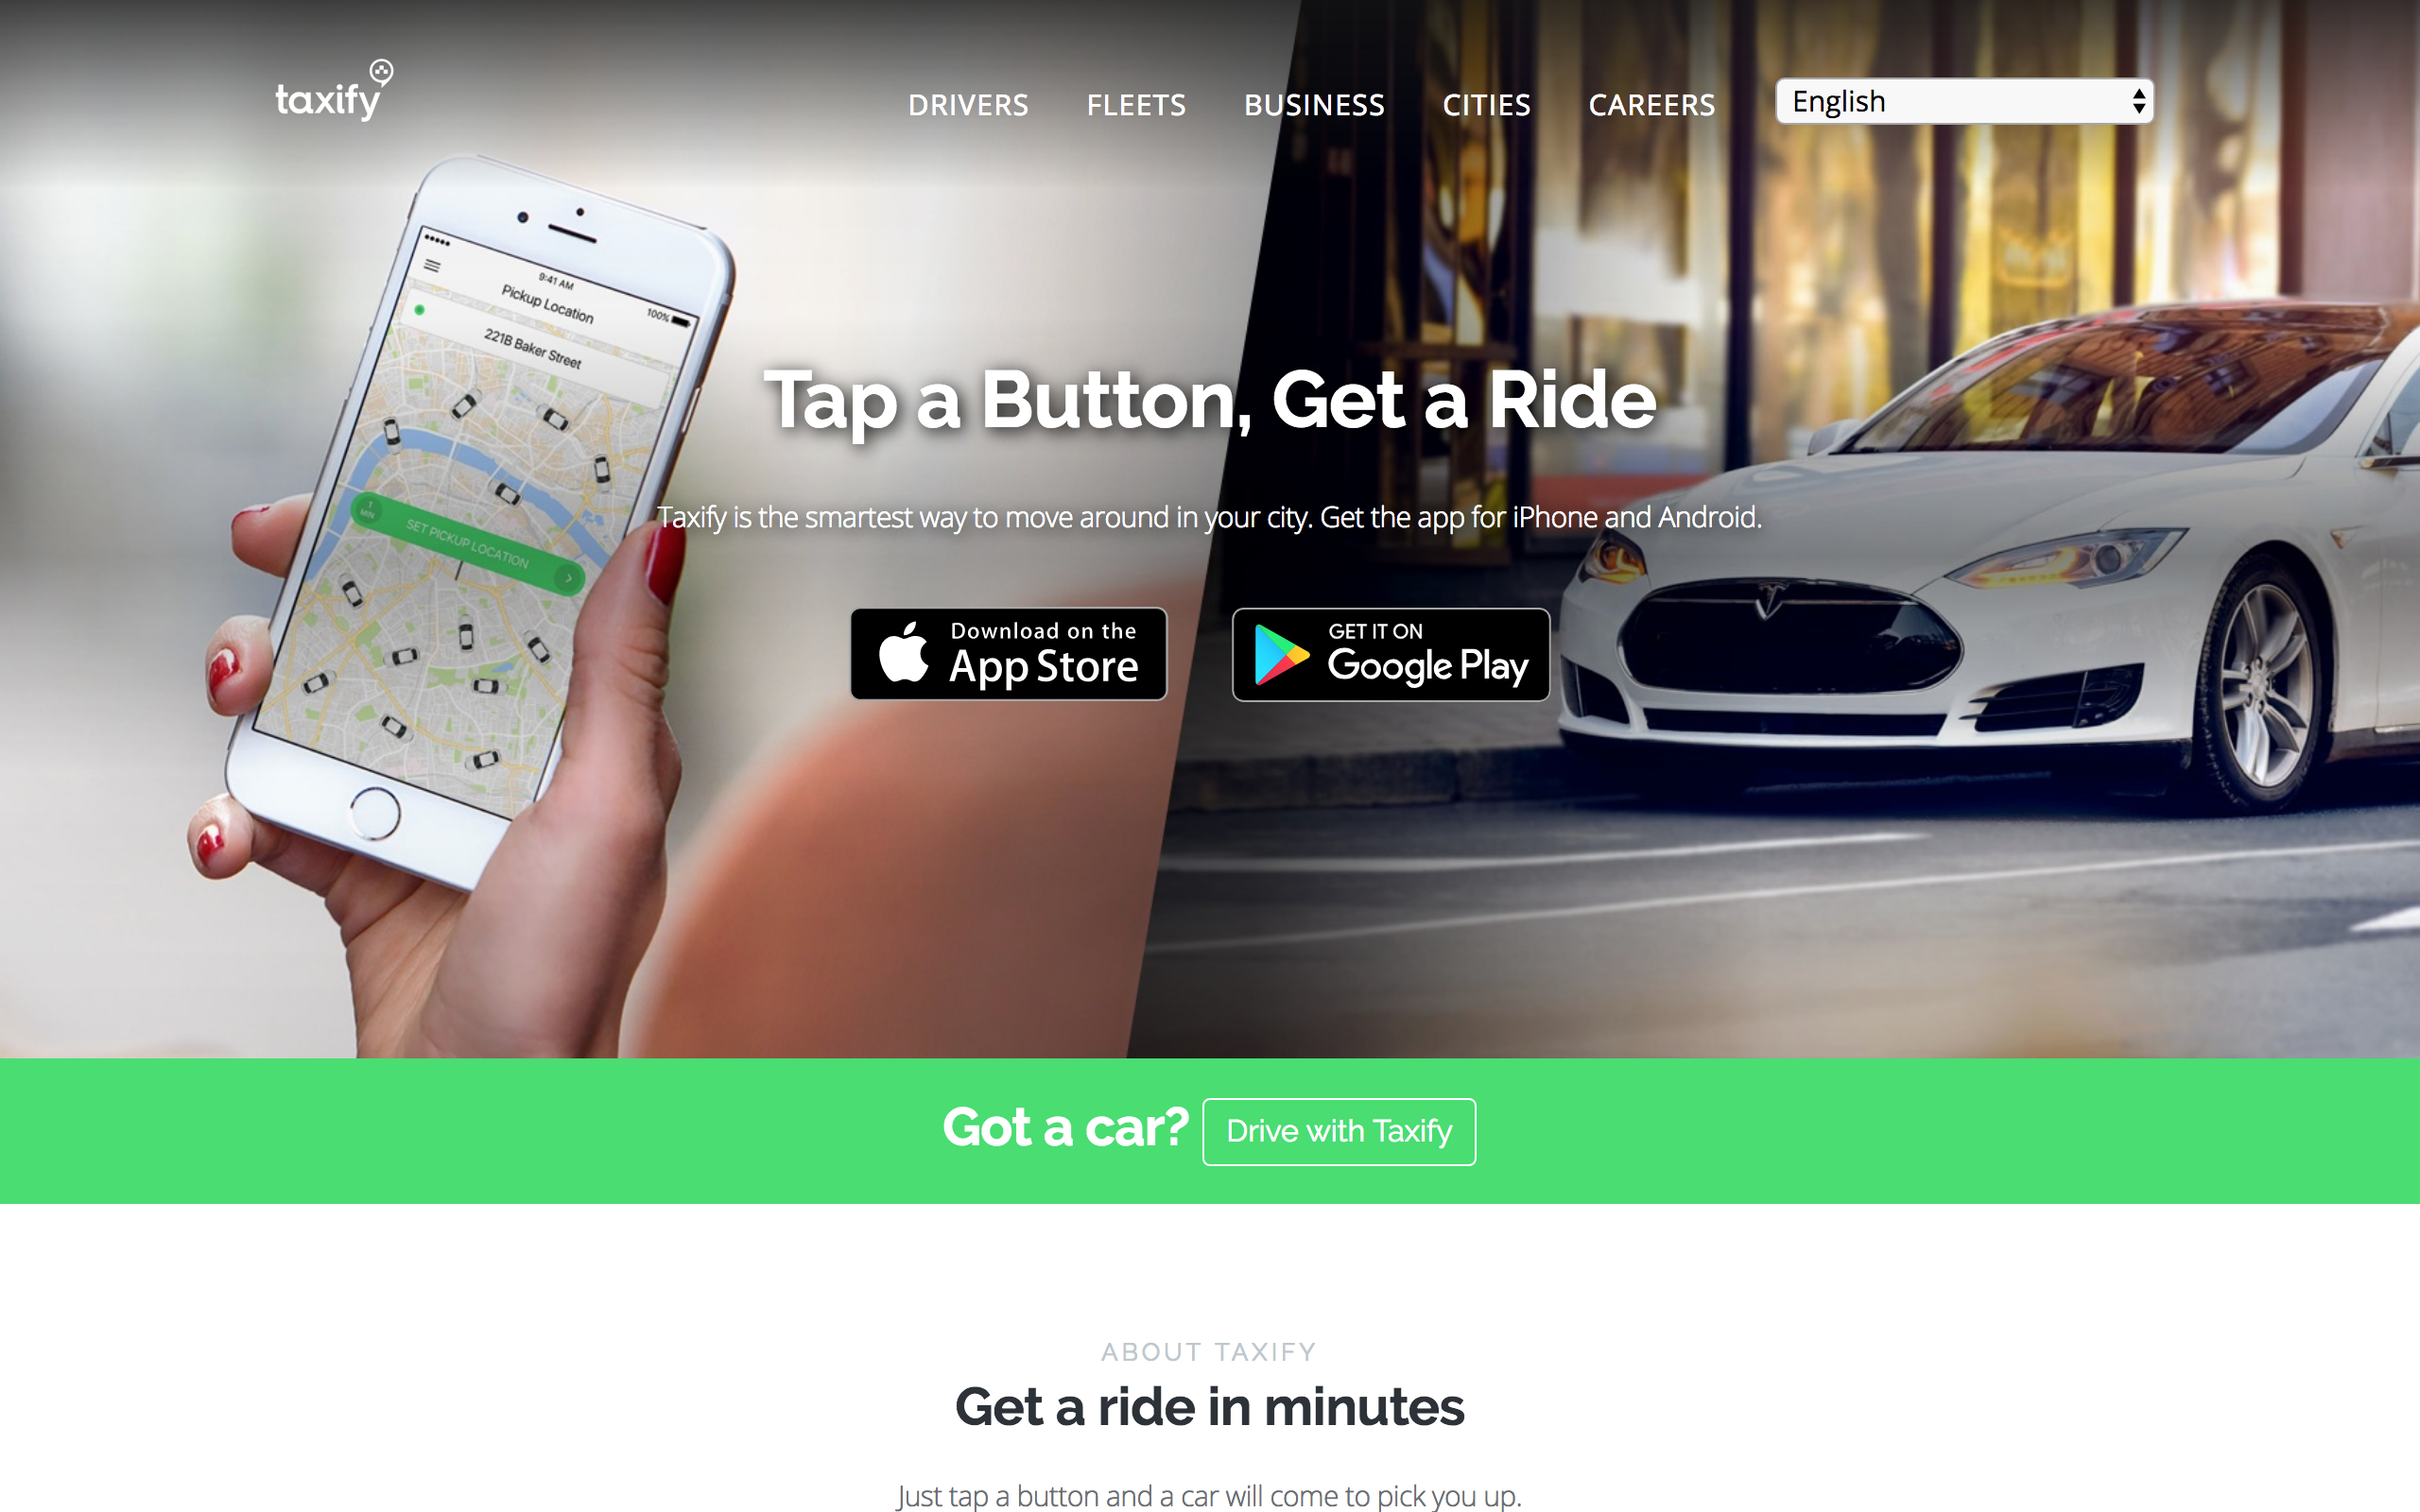 taxify
DRIVERS FLEETS BUSINESS CITIES CAREERS English
9:41 AM
100%
Pickup Location
221B Baker Street
1 MIN
SET PICKUP LOCATION
Tap a Button, Get a Ride
Taxify is the smartest way to move around in your city. Get the app for iPhone and Android.
Download on the
App Store
GET IT ON
Google Play
Got a car? Drive with Taxify
ABOUT TAXIFY
Get a ride in minutes
Just tap a button and a car will come to pick you up.